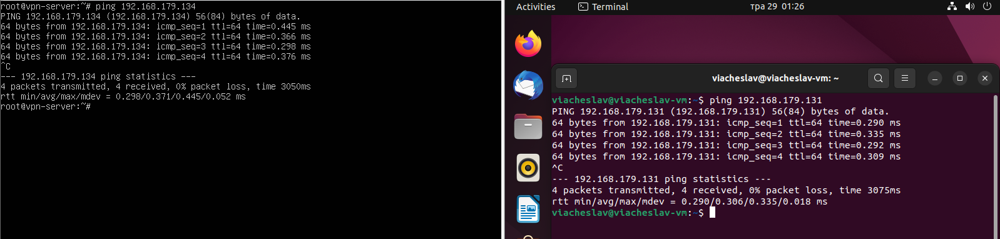 root@vpn-server:~# ping 192.168.179.134
PING 192.168.179.134 (192.168.179.134) 56(84) bytes of data.
64 bytes from 192.168.179.134: icmp_seq=1 ttl=64 time=0.445 ms
64 bytes from 192.168.179.134: icmp_seq=2 ttl=64 time=0.366 ms
64 bytes from 192.168.179.134: icmp_seq=3 ttl=64 time=0.298 ms
64 bytes from 192.168.179.134: icmp_seq=4 ttl=64 time=0.376 ms
^C
--- 192.168.179.134 ping statistics ---
4 packets transmitted, 4 received, 0% packet loss, time 3050ms
rtt min/avg/max/mdev = 0.298/0.371/0.445/0.052 ms
root@vpn-server:~#
Activities Terminal тра 29 01:26
viacheslav@viacheslav-vm: ~
viacheslav@viacheslav-vm:~$ ping 192.168.179.131
PING 192.168.179.131 (192.168.179.131) 56(84) bytes of data.
64 bytes from 192.168.179.131: icmp_seq=1 ttl=64 time=0.290 ms
64 bytes from 192.168.179.131: icmp_seq=2 ttl=64 time=0.335 ms
64 bytes from 192.168.179.131: icmp_seq=3 ttl=64 time=0.292 ms
64 bytes from 192.168.179.131: icmp_seq=4 ttl=64 time=0.309 ms
^C
--- 192.168.179.131 ping statistics ---
4 packets transmitted, 4 received, 0% packet loss, time 3075ms
rtt min/avg/max/mdev = 0.290/0.306/0.335/0.018 ms
viacheslav@viacheslav-vm:~$